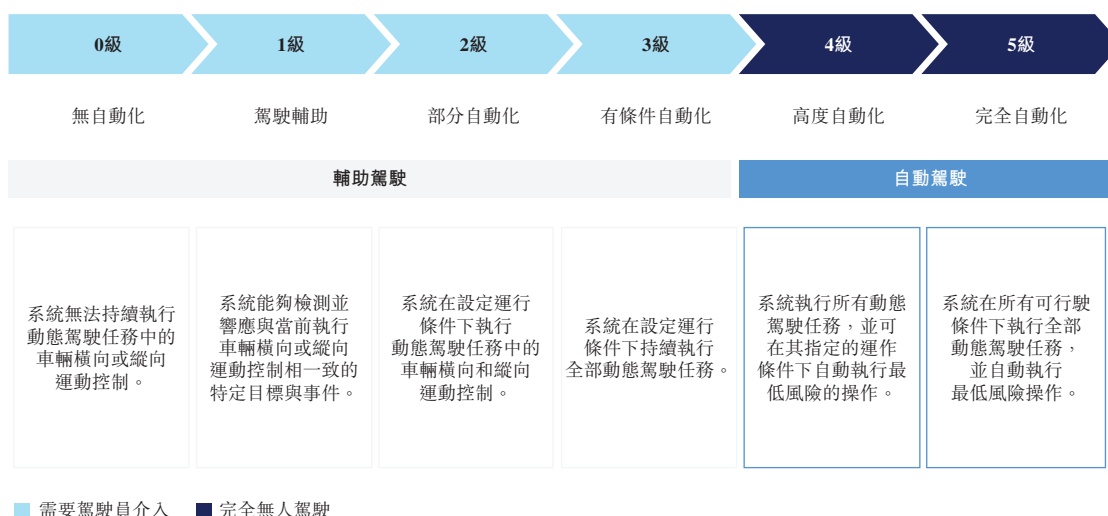 0級
1級
2級
3級
4級
5級
無自動化
駕駛輔助
部分自動化
有條件自動化
高度自動化
完全自動化
輔助駕駛
自動駕駛
系統無法持續執行
動態駕駛任務中的
車輛橫向或縱向
運動控制。
系統能夠檢測並
響應與當前執行
車輛橫向或縱向
運動控制相一致的
特定目標與事件。
系統在設定運行
條件下執行
動態駕駛任務中的
車輛橫向和縱向
運動控制。
系統在設定運行
條件下持續執行
全部動態駕駛任務。
系統執行所有動態
駕駛任務，並可
在其指定的運作
條件下自動執行最
低風險的操作。
系統在所有可行駛
條件下執行全部
動態駕駛任務，
並自動執行
最低風險操作。
需要駕駛員介入
完全無人駕駛